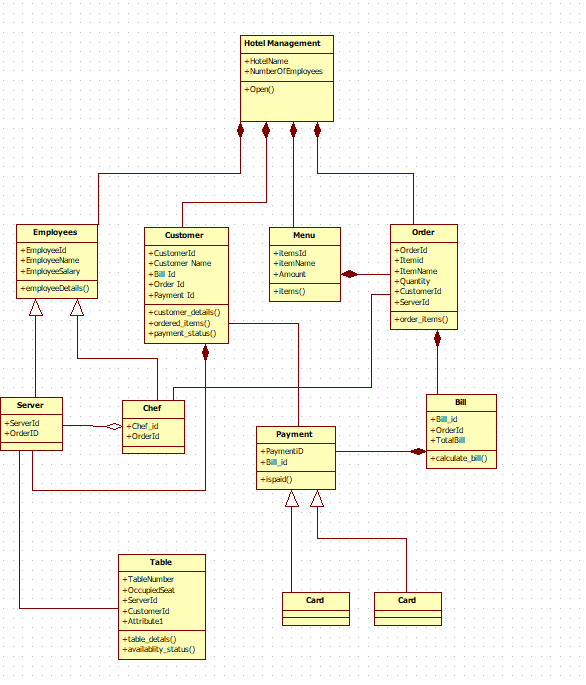 Hotel Management
+HotelName
+NumberOfEmployees
+Open()
Employees
+EmployeeId
+EmployeeName
+EmployeeSalary
+employeeDetails()
Customer
+CustomerId
+Customer Name
+Bill Id
+Order Id
+Payment Id
+customer_details()
+ordered_items()
+payment_status()
Menu
+itemsId
+itemName
+Amount
+items()
Order
+OrderId
+Itemid
+ItemName
+Quantity
+CustomerId
+ServerId
+order_items()
Server
+ServerId
+OrderID
Chef
+Chef_id
+OrderId
Payment
+PaymentiD
+Bill_id
+ispaid()
Bill
+Bill_id
+OrderId
+TotalBill
+calculate_bill()
Table
+TableNumber
+OccupiedSeat
+ServerId
+CustomerId
+Attribute1
+table_detals()
+availablity_status()
Card
Card